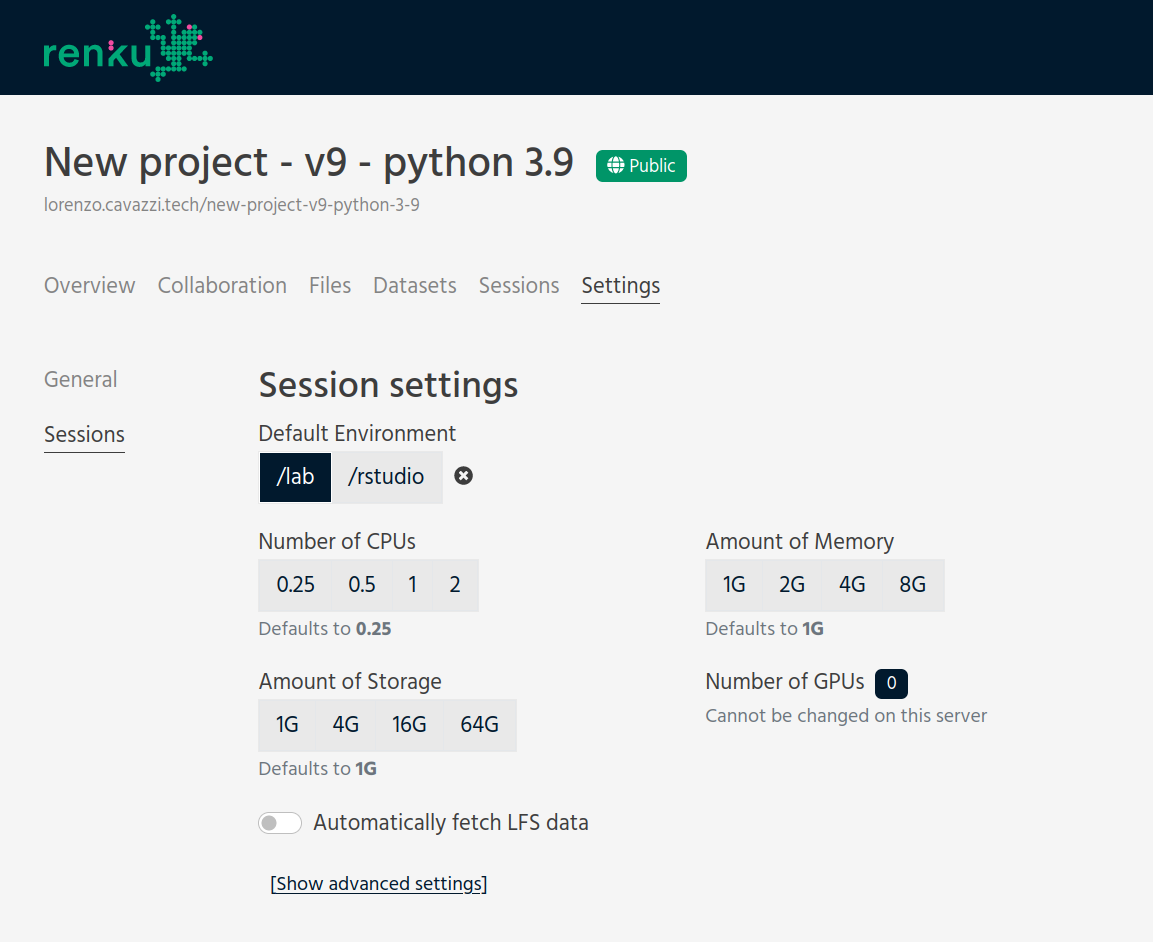 renku
New project - v9 - python 3.9 Public
lorenzo.cavazzi.tech/new-project-v9-python-3-9
Overview Collaboration Files Datasets Sessions Settings
General
Sessions
Session settings
Default Environment
/lab /rstudio
Number of CPUs
0.25 0.5 1 2
Defaults to 0.25
Amount of Memory
1G 2G 4G 8G
Defaults to 1G
Amount of Storage
1G 4G 16G 64G
Defaults to 1G
Number of GPUs 0
Cannot be changed on this server
Automatically fetch LFS data
[Show advanced settings]